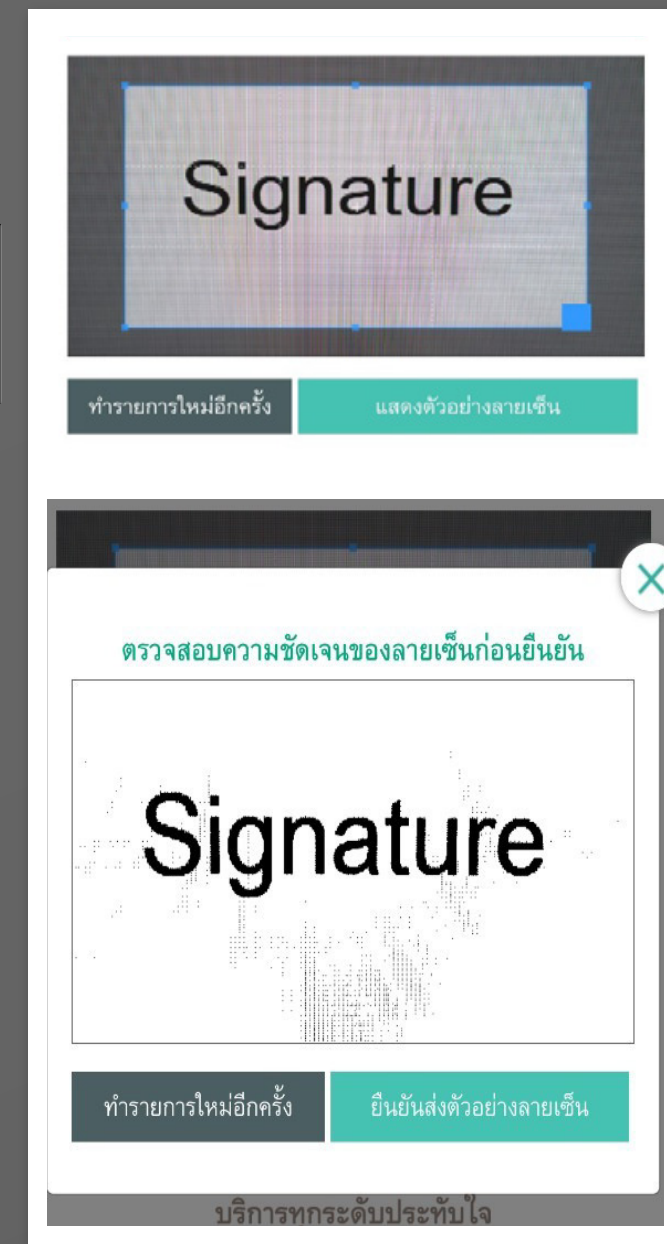 Signature
ทำรายการใหม่อีกครั้ง แสดงตัวอย่างลายเซ็น
ตรวจสอบความชัดเจนของลายเซ็นก่อนยืนยัน
Signature
ทำรายการใหม่อีกครั้ง ยืนยันส่งตัวอย่างลายเซ็น
บริการทุกระดับประทับใจ